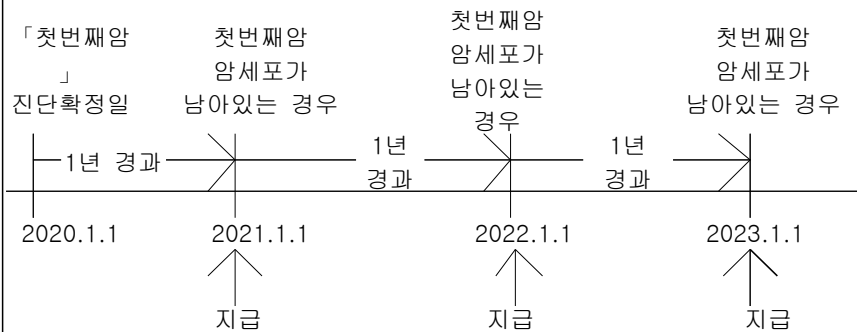 「첫번째암
」
진단확정일
첫번째암
암세포가
남아있는 경우
첫번째암
암세포가
남아있는
경우
첫번째암
암세포가
남아있는 경우
1년 경과
1년
경과
1년
경과
2020.1.1
2021.1.1
2022.1.1
2023.1.1
지급
지급
지급